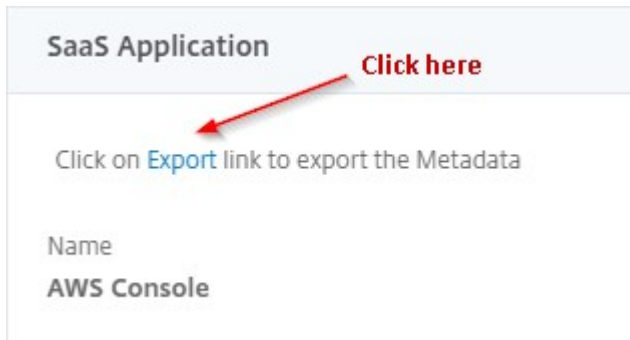 SaaS Application
Click here
Click on Export link to export the Metadata
Name
AWS Console